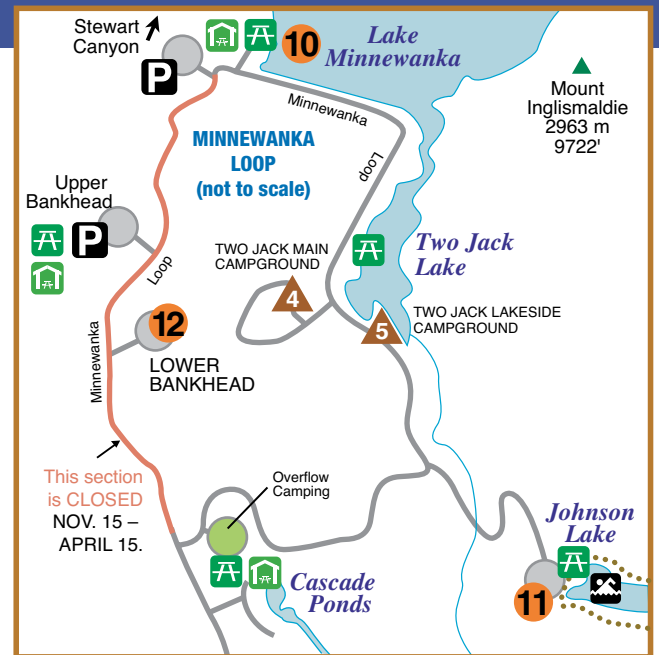 Stewart
Canyon
P
10
Lake
Minnewanka
Mount
Inglismaldie
2963 m
9722'
Minnewanka
Loop
MINNEWANKA
LOOP
(not to scale)
Upper
Bankhead
P
Loop
TWO JACK MAIN
CAMPGROUND
4
Two Jack
Lake
5
TWO JACK LAKESIDE
CAMPGROUND
12
LOWER
BANKHEAD
Minnewanka
This section
is CLOSED
NOV. 15 –
APRIL 15.
Overflow
Camping
Cascade
Ponds
Johnson
Lake
11